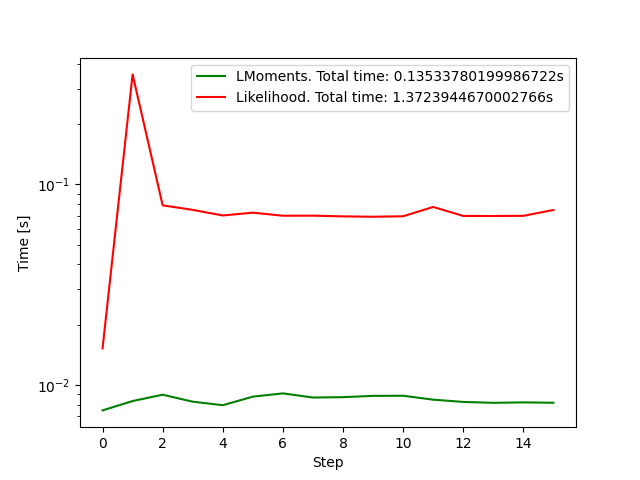 LMoments. Total time: 0.13533780199986722s
Likelihood. Total time: 1.3723944670002766s
10⁻¹
10⁻²
Time [s]
0 2 4 6 8 10 12 14
Step